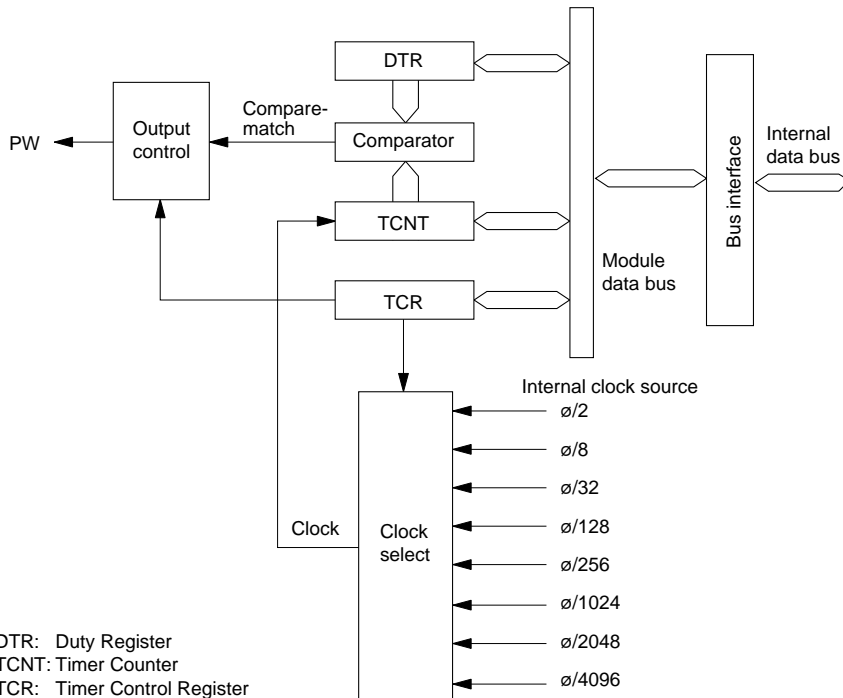 DTR
Compare-
match
Output
control
PW
Comparator
TCNT
TCR
Module
data bus
Bus interface
Internal
data bus
Internal clock source
ø/2
ø/8
ø/32
ø/128
ø/256
ø/1024
ø/2048
ø/4096
Clock
Clock
select
DTR: Duty Register
TCNT: Timer Counter
TCR: Timer Control Register